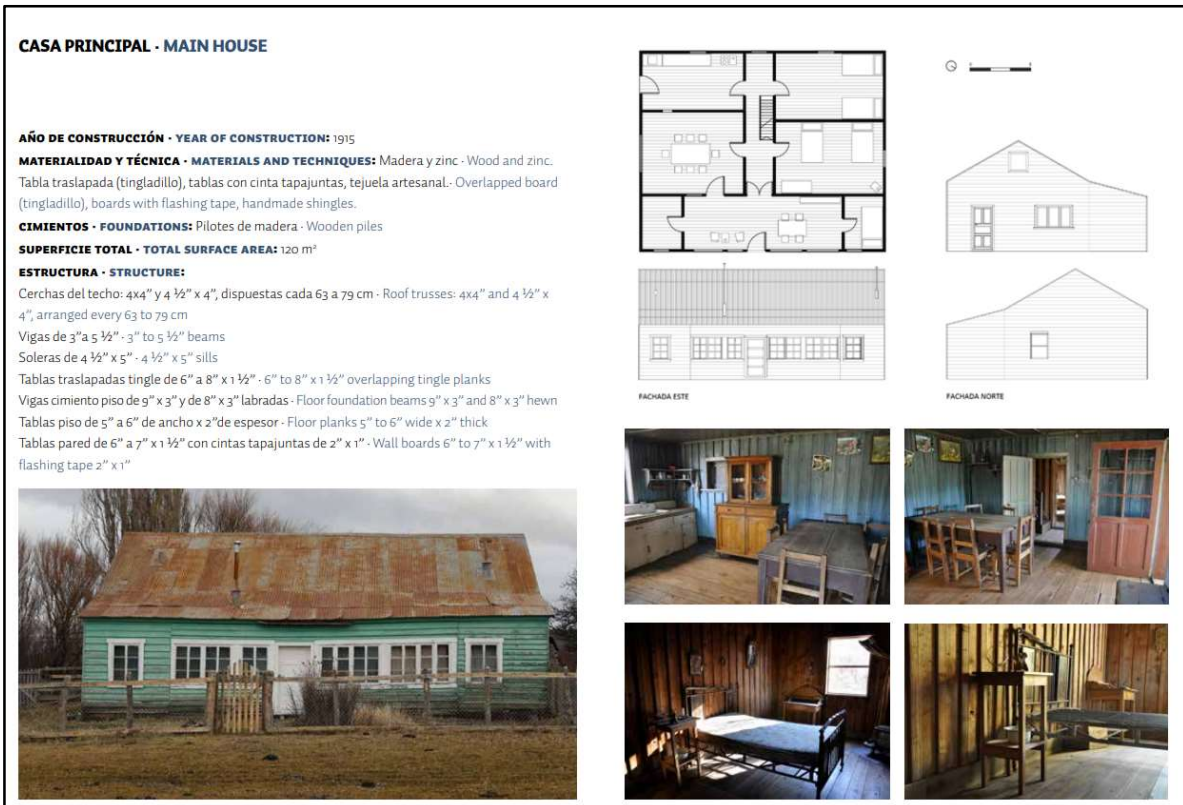 CASA PRINCIPAL · MAIN HOUSE
AÑO DE CONSTRUCCIÓN · YEAR OF CONSTRUCTION: 1915
MATERIALIDAD Y TÉCNICA · MATERIALS AND TECHNIQUES: Madera y zinc · Wood and zinc.
Tabla traslapada (tingladillo), tablas con cinta tapajuntas, tejuela artesanal.· Overlapped board
(tingladillo), boards with flashing tape, handmade shingles.
CIMIENTOS · FOUNDATIONS: Pilotes de madera · Wooden piles
SUPERFICIE TOTAL · TOTAL SURFACE AREA: 120 m²
ESTRUCTURA · STRUCTURE:
Cerchas del techo: 4x4” y 4 ½” x 4”, dispuestas cada 63 a 79 cm · Roof trusses: 4x4” and 4 ½” x
4”, arranged every 63 to 79 cm
Vigas de 3”a 5 ½” · 3” to 5 ½” beams
Soleras de 4 ½” x 5” · 4 ½” x 5” sills
Tablas traslapadas tingle de 6” a 8” x 1 ½” · 6” to 8” x 1 ½” overlapping tingle planks
Vigas cimiento piso de 9” x 3” y de 8” x 3” labradas · Floor foundation beams 9” x 3” and 8” x 3” hewn
Tablas piso de 5” a 6” de ancho x 2”de espesor · Floor planks 5” to 6” wide x 2” thick
Tablas pared de 6” a 7” x 1 ½” con cintas tapajuntas de 2” x 1” · Wall boards 6” to 7” x 1 ½” with
flashing tape 2” x 1”
FACHADA ESTE
FACHADA NORTE